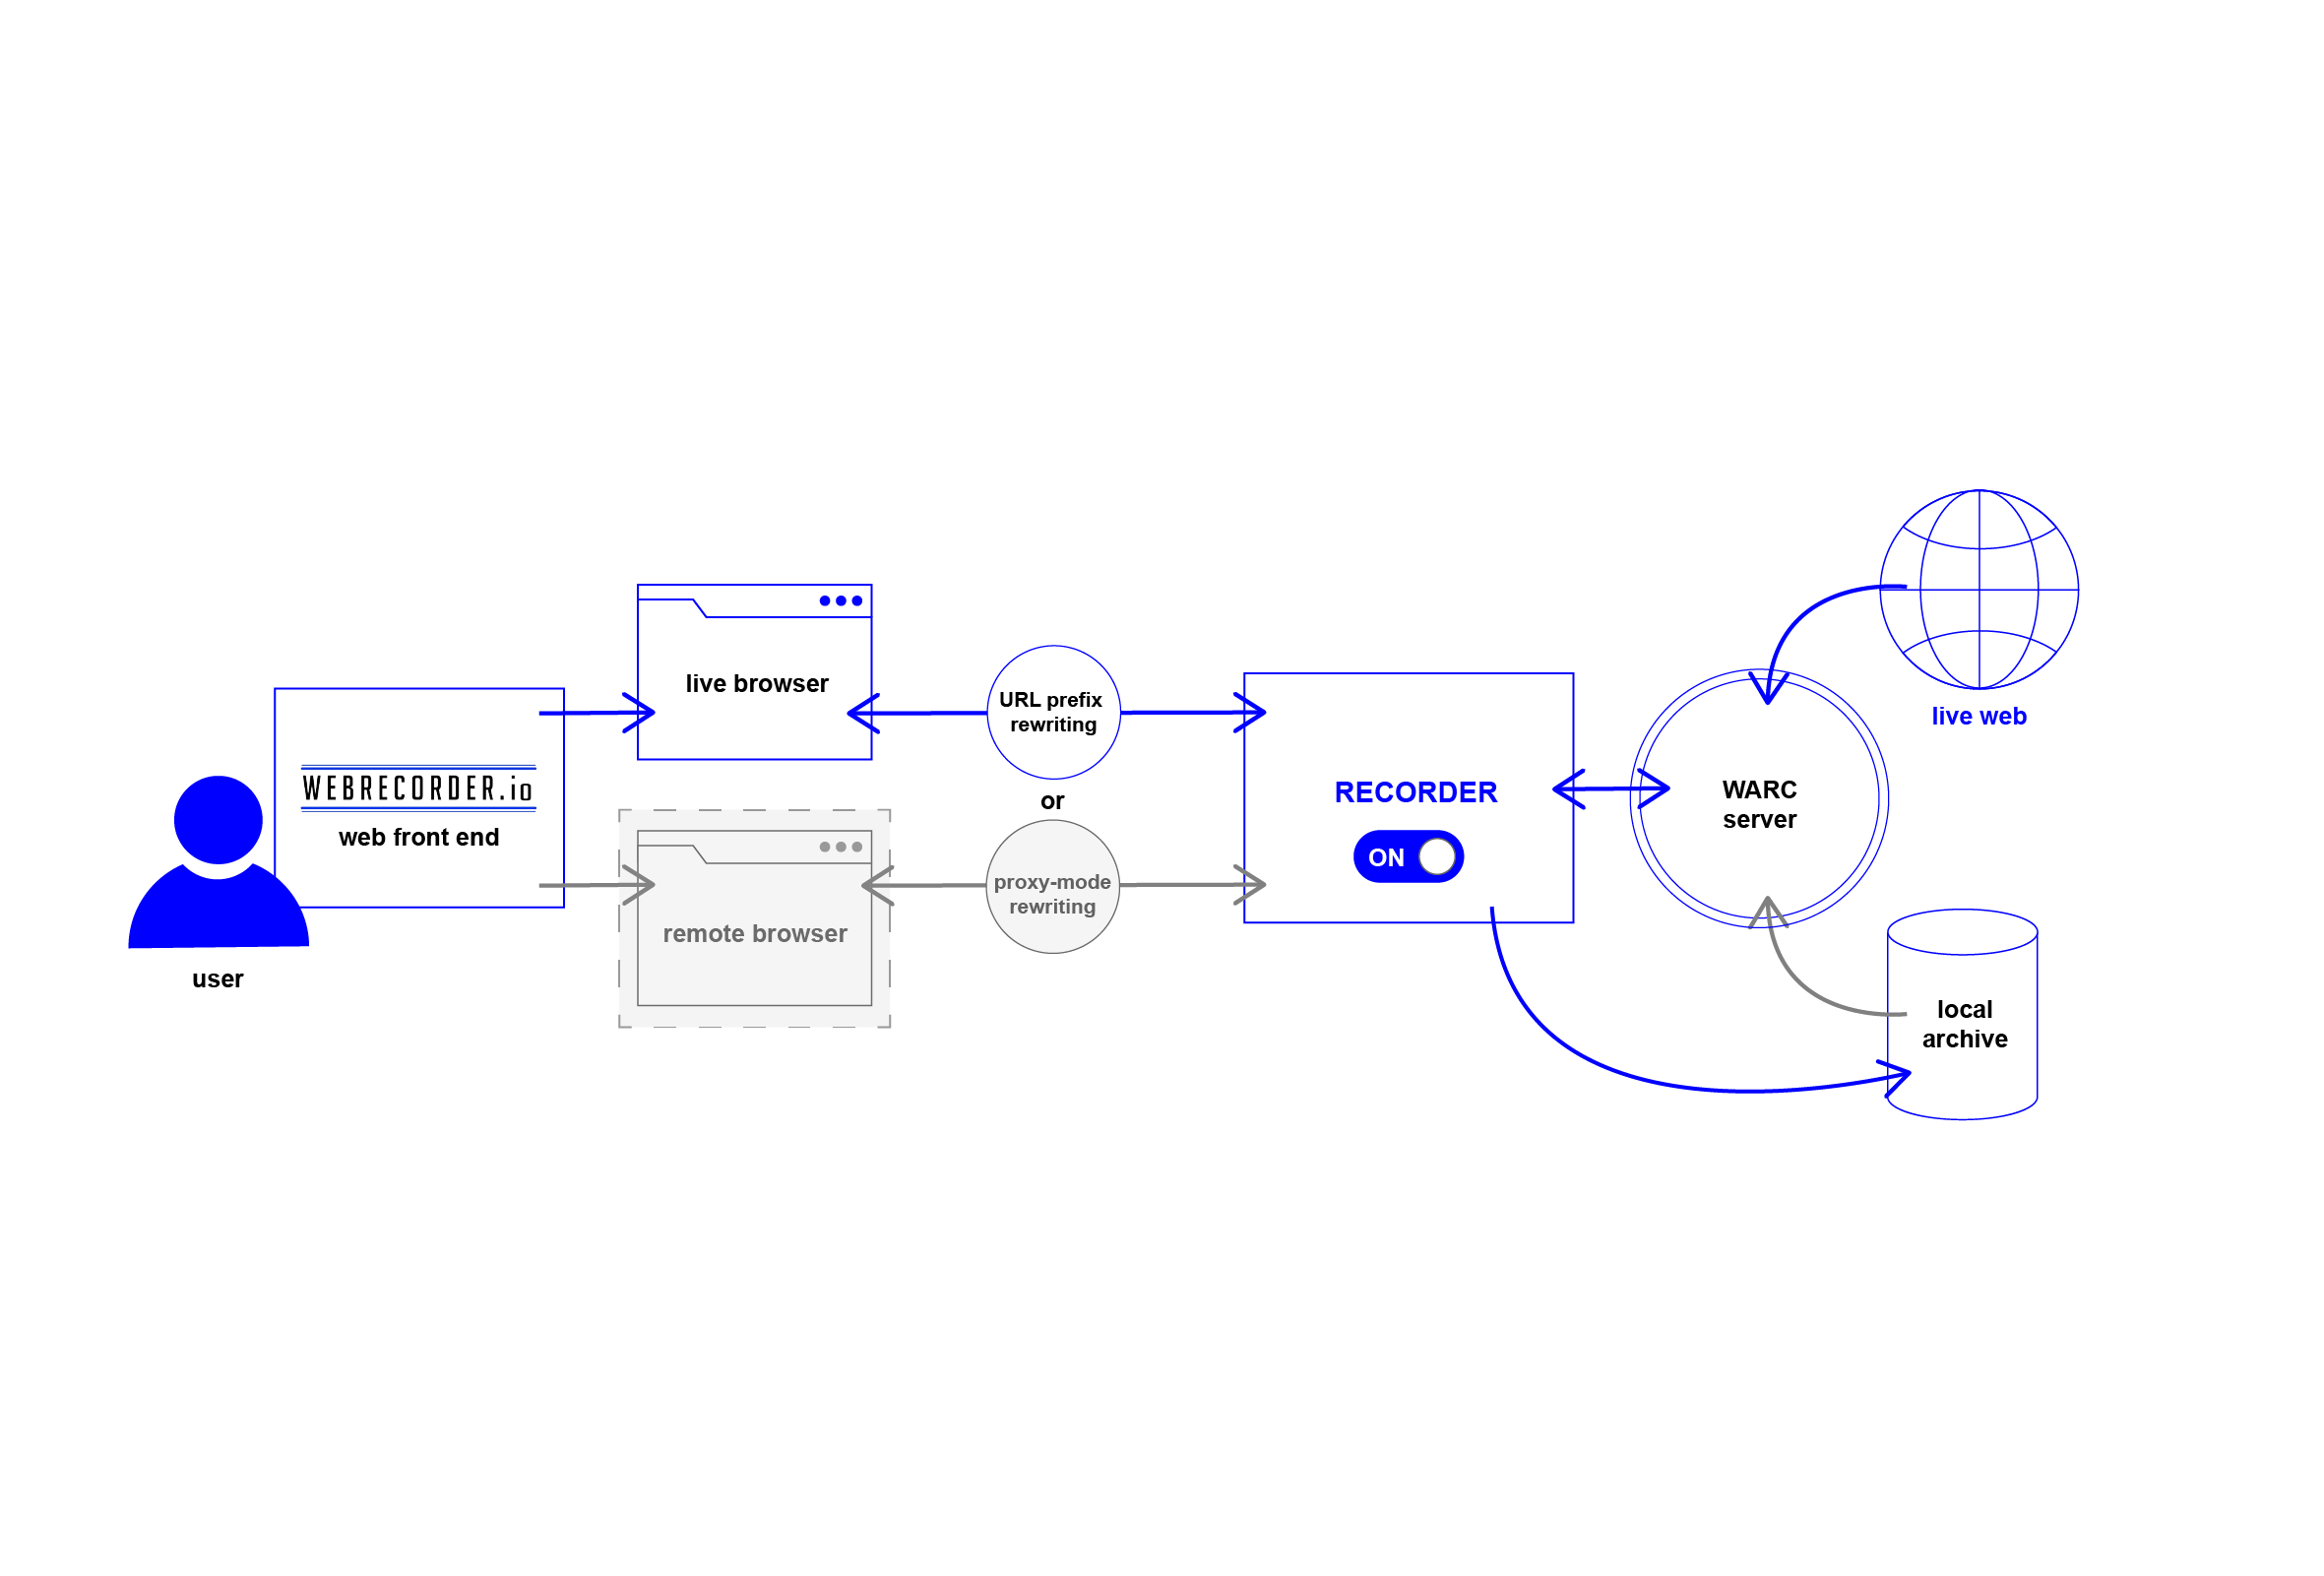 live browser
URL prefix
rewriting
live web
WEBRECORDER.io
web front end
or
RECORDER
ON
WARC
server
proxy-mode
rewriting
remote browser
user
local
archive